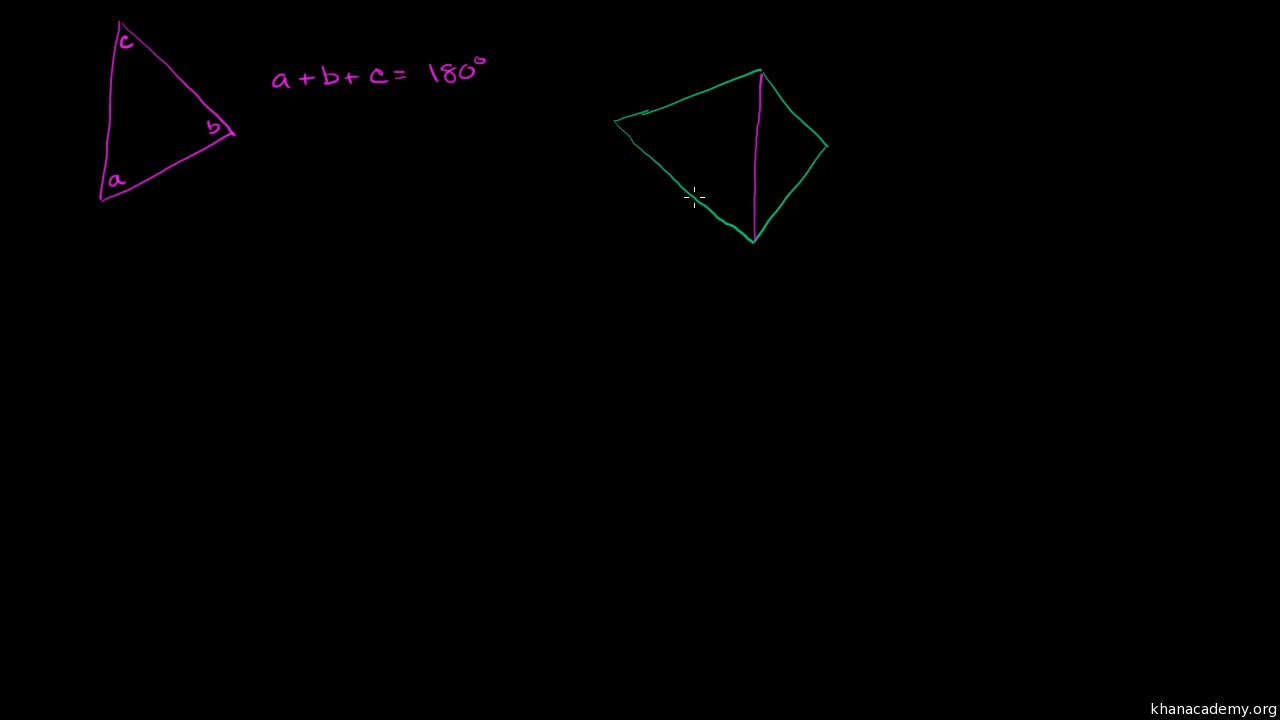 c
a + b + c = 180°
b
a
khanacademy.org